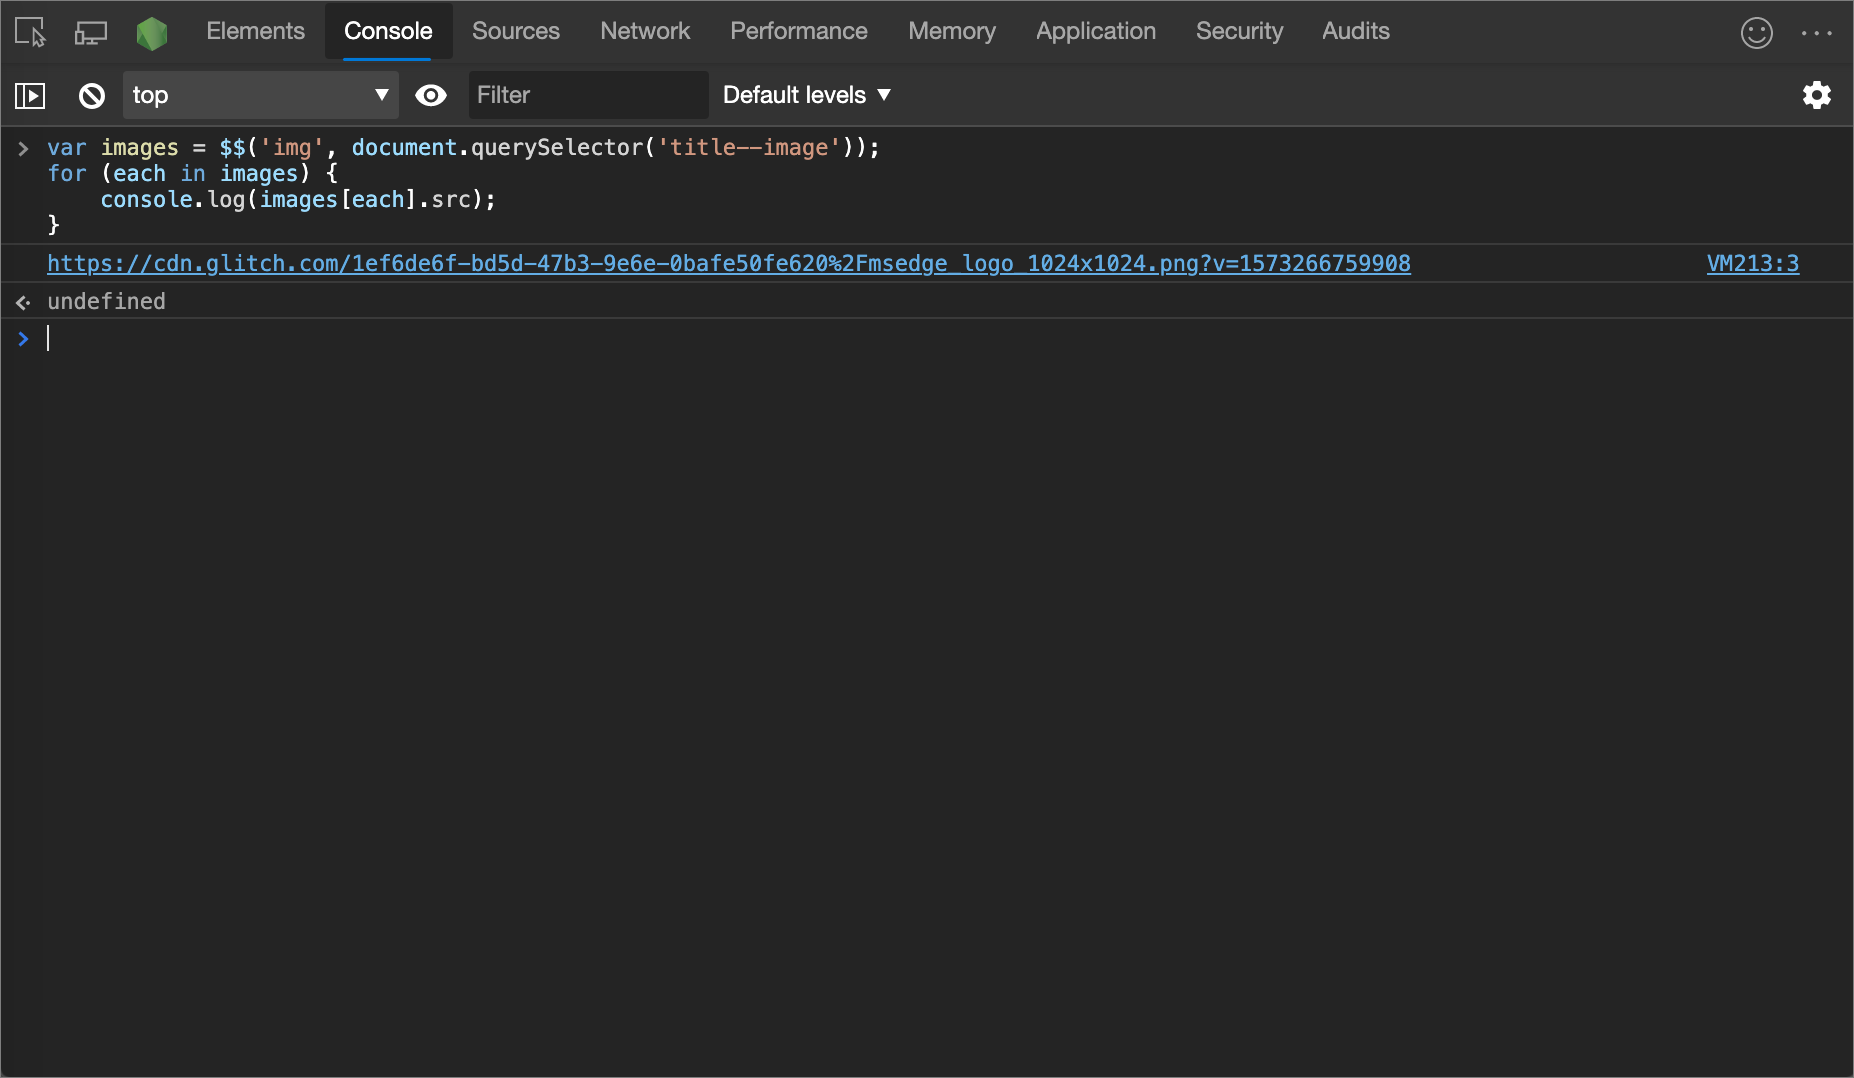 Elements Console Sources Network Performance Memory Application Security Audits
top Filter Default levels
var images = $$('img', document.querySelector('title--image'));
for (each in images) {
    console.log(images[each].src);
}
https://cdn.glitch.com/1ef6de6f-bd5d-47b3-9e6e-0bafe50fe620%2Fmsedge_logo_1024x1024.png?v=1573266759908 VM213:3
undefined